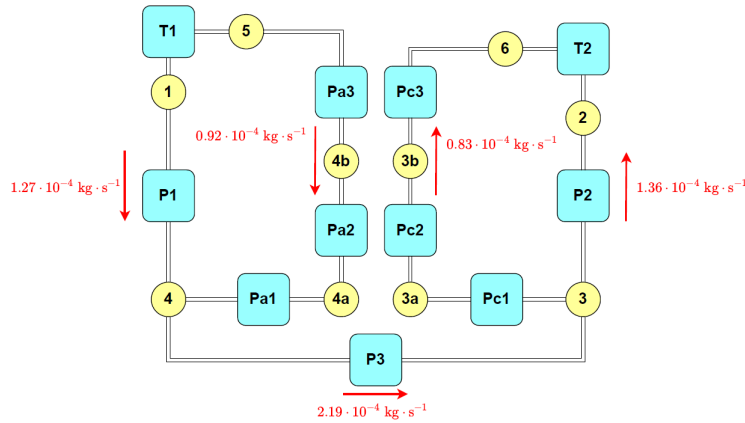 T1
5
6
T2
1
Pa3
Pc3
2
0.92 · 10⁻⁴ kg · s⁻¹
0.83 · 10⁻⁴ kg · s⁻¹
4b
3b
1.27 · 10⁻⁴ kg · s⁻¹
P1
P2
1.36 · 10⁻⁴ kg · s⁻¹
Pa2
Pc2
4
Pa1
4a
3a
Pc1
3
P3
2.19 · 10⁻⁴ kg · s⁻¹